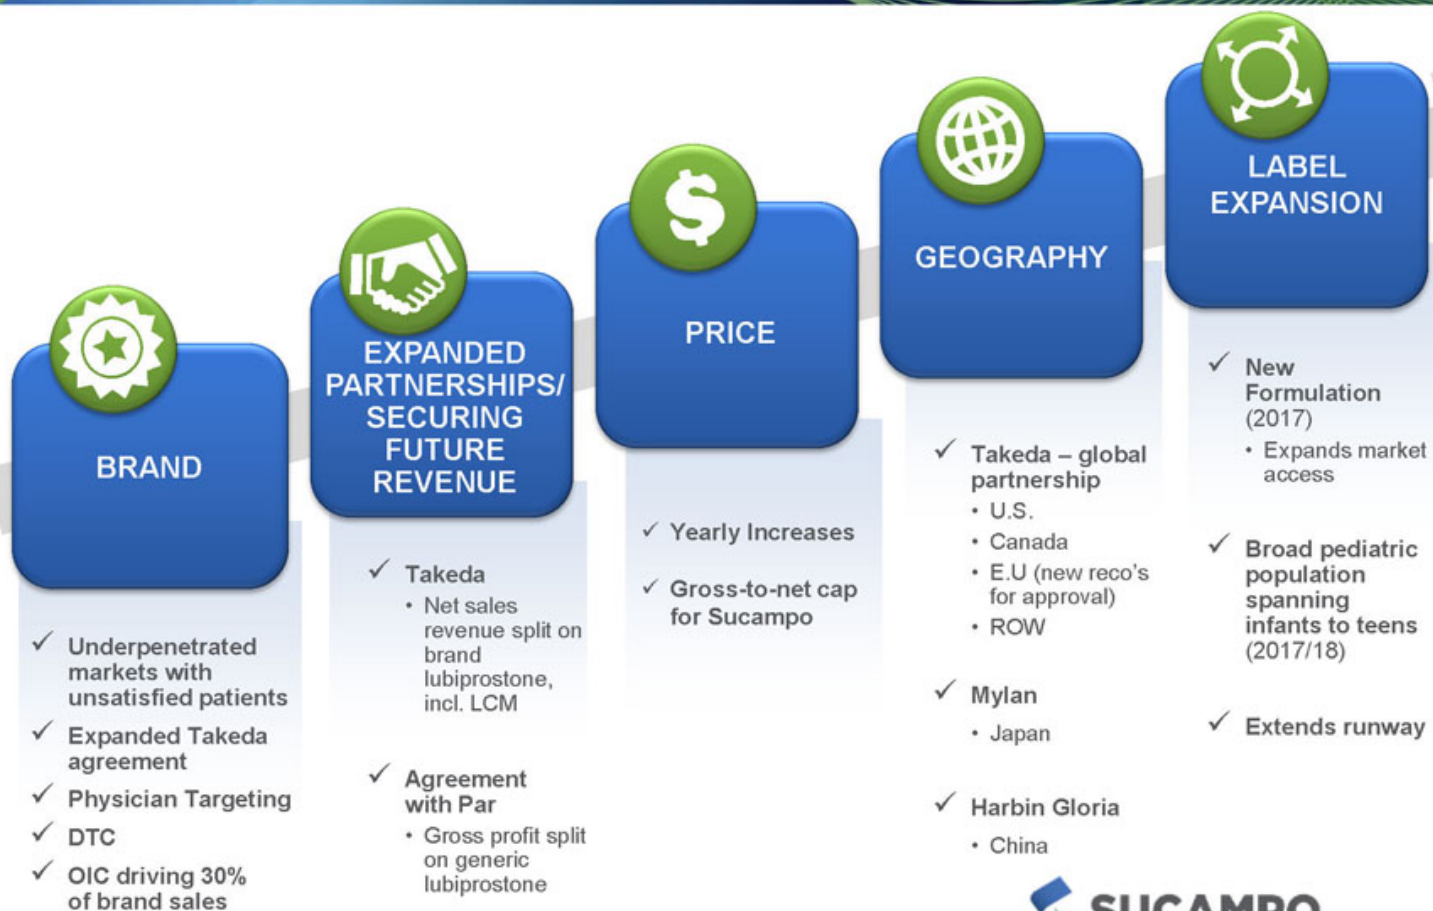 BRAND
✓ Underpenetrated
markets with
unsatisfied patients
✓ Expanded Takeda
agreement
✓ Physician Targeting
✓ DTC
✓ OIC driving 30%
of brand sales
EXPANDED
PARTNERSHIPS/
SECURING
FUTURE
REVENUE
✓ Takeda
• Net sales
revenue split on
brand
lubiprostone,
incl. LCM
✓ Agreement
with Par
• Gross profit split
on generic
lubiprostone
$
PRICE
✓ Yearly Increases
✓ Gross-to-net cap
for Sucampo
GEOGRAPHY
✓ Takeda – global
partnership
• U.S.
• Canada
• E.U (new reco's
for approval)
• ROW
✓ Mylan
• Japan
✓ Harbin Gloria
• China
LABEL
EXPANSION
✓ New
Formulation
(2017)
• Expands market
access
✓ Broad pediatric
population
spanning
infants to teens
(2017/18)
✓ Extends runway
SUCAMPO